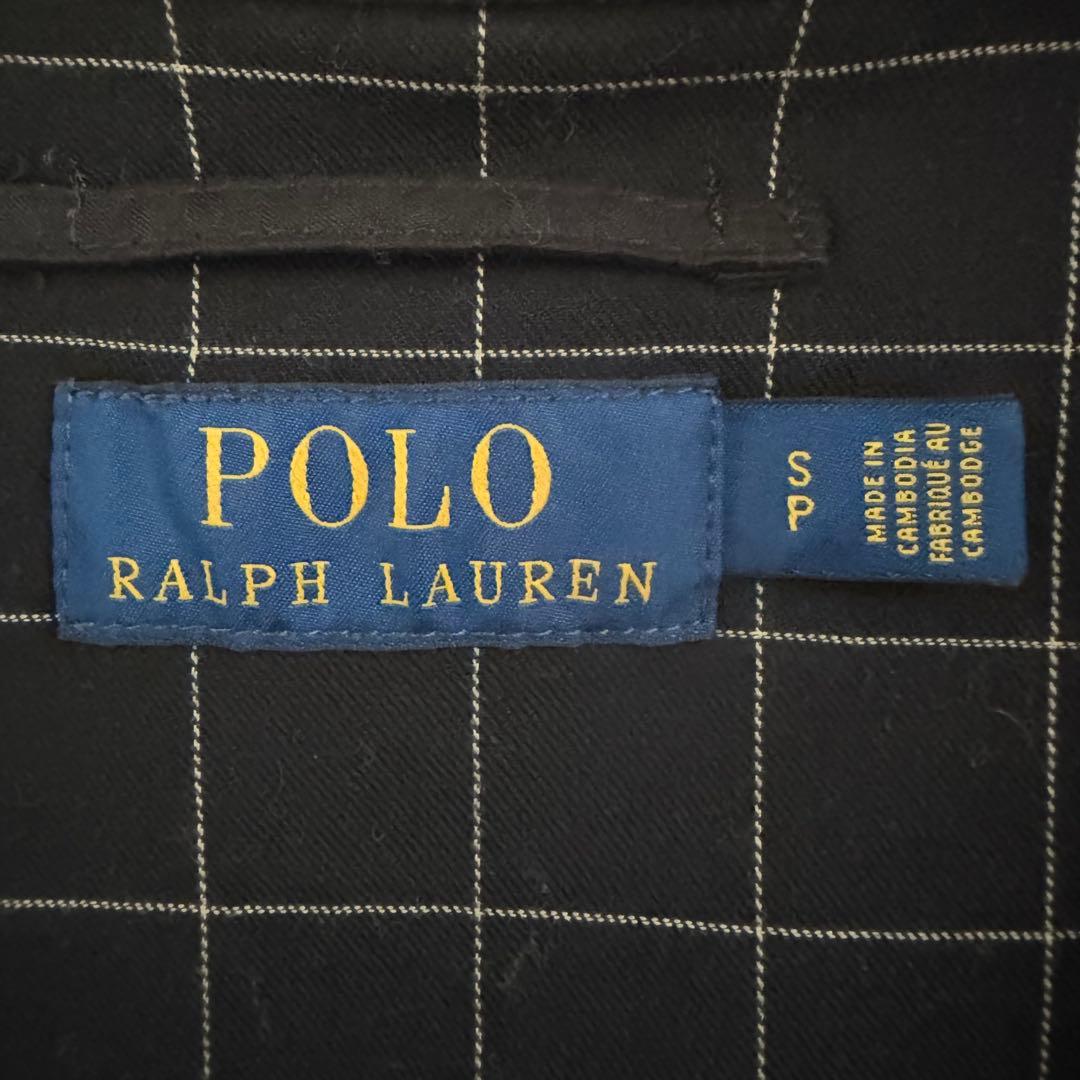 POLO
RALPH LAUREN
S
P
MADE IN
CAMBODIA
FABRIQUÉ AU
CAMBODGE